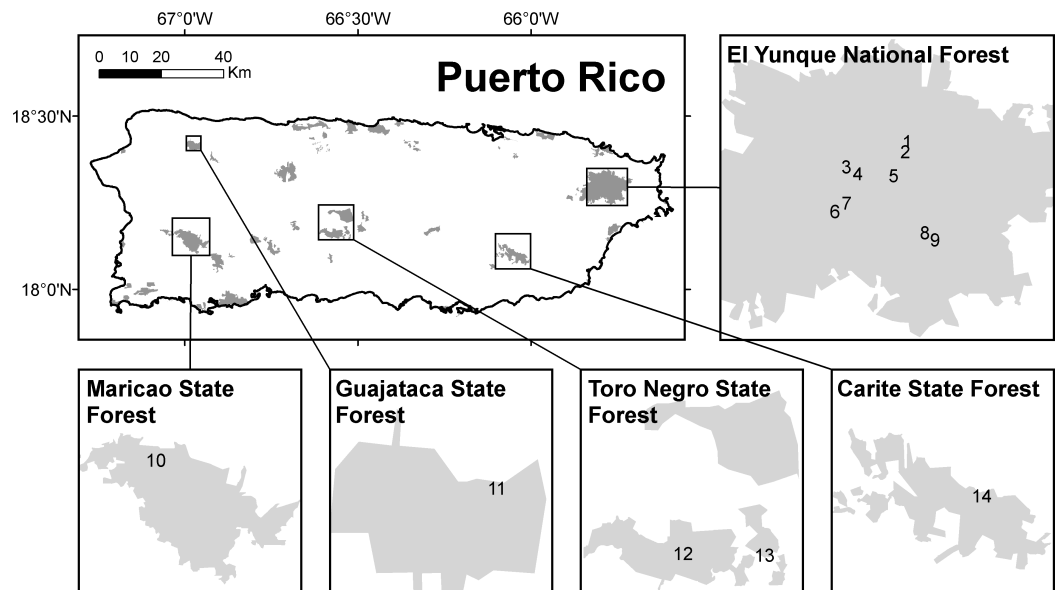 67°0'W 66°30'W 66°0'W
0 10 20 40
Km
Puerto Rico
18°30'N
18°0'N
El Yunque National Forest
1
2
3
4
5
6
7
8
9
Maricao State
Forest
10
Guajataca State
Forest
11
Toro Negro State
Forest
12
13
Carite State Forest
14